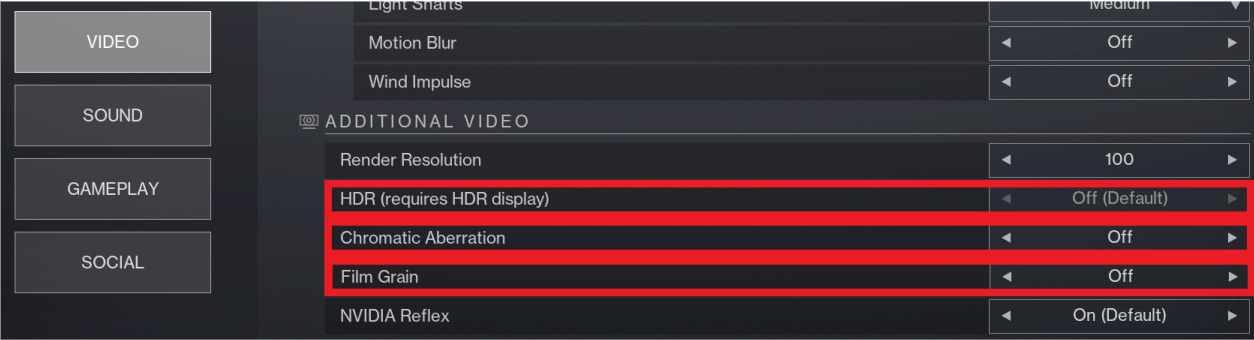 Light Shafts Medium
VIDEO
Motion Blur Off
Wind Impulse Off
SOUND
ADDITIONAL VIDEO
Render Resolution 100
GAMEPLAY
HDR (requires HDR display) Off (Default)
Chromatic Aberration Off
SOCIAL
Film Grain Off
NVIDIA Reflex On (Default)